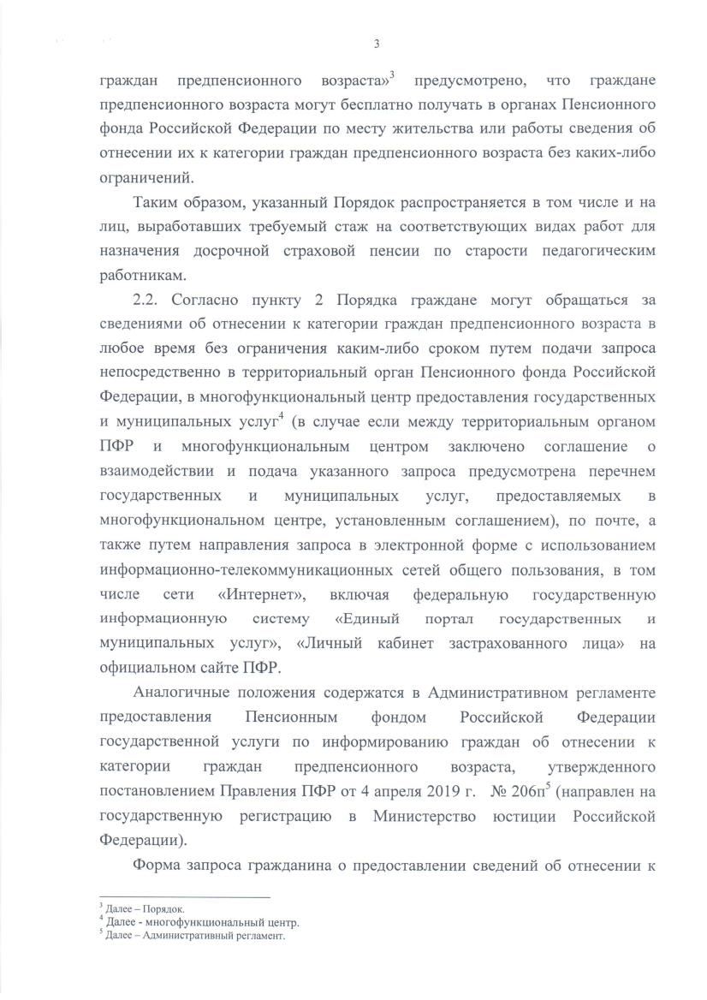 3
граждан предпенсионного возраста»3 предусмотрено, что граждане
предпенсионного возраста могут бесплатно получать в органах Пенсионного
фонда Российской Федерации по месту жительства или работы сведения об
отнесении их к категории граждан предпенсионного возраста без каких-либо
ограничений.
Таким образом, указанный Порядок распространяется в том числе и на
лиц, выработавших требуемый стаж на соответствующих видах работ для
назначения досрочной страховой пенсии по старости педагогическим
работникам.
2.2. Согласно пункту 2 Порядка граждане могут обращаться за
сведениями об отнесении к категории граждан предпенсионного возраста в
любое время без ограничения каким-либо сроком путем подачи запроса
непосредственно в территориальный орган Пенсионного фонда Российской
Федерации, в многофункциональный центр предоставления государственных
и муниципальных услуг4 (в случае если между территориальным органом
ПФР и многофункциональным центром заключено соглашение о
взаимодействии и подача указанного запроса предусмотрена перечнем
государственных и муниципальных услуг, предоставляемых в
многофункциональном центре, установленным соглашением), по почте, а
также путем направления запроса в электронной форме с использованием
информационно-телекоммуникационных сетей общего пользования, в том
числе сети «Интернет», включая федеральную государственную
информационную систему «Единый портал государственных и
муниципальных услуг», «Личный кабинет застрахованного лица» на
официальном сайте ПФР.
Аналогичные положения содержатся в Административном регламенте
предоставления Пенсионным фондом Российской Федерации
государственной услуги по информированию граждан об отнесении к
категории граждан предпенсионного возраста, утвержденного
постановлением Правления ПФР от 4 апреля 2019 г. № 206п5 (направлен на
государственную регистрацию в Министерство юстиции Российской
Федерации).
Форма запроса гражданина о предоставлении сведений об отнесении к
3 Далее – Порядок.
4 Далее - многофункциональный центр.
5 Далее – Административный регламент.